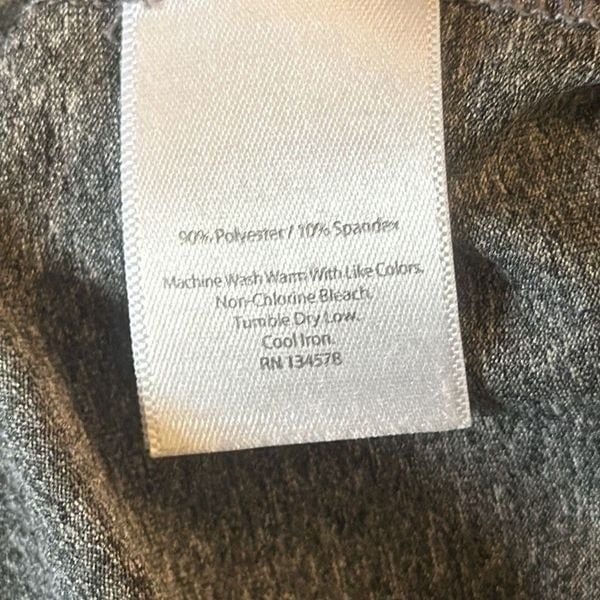 90% Polyester / 10% Spandex
Machine Wash Warm With Like Colors.
Non-Chlorine Bleach.
Tumble Dry Low.
Cool Iron.
RN 134578